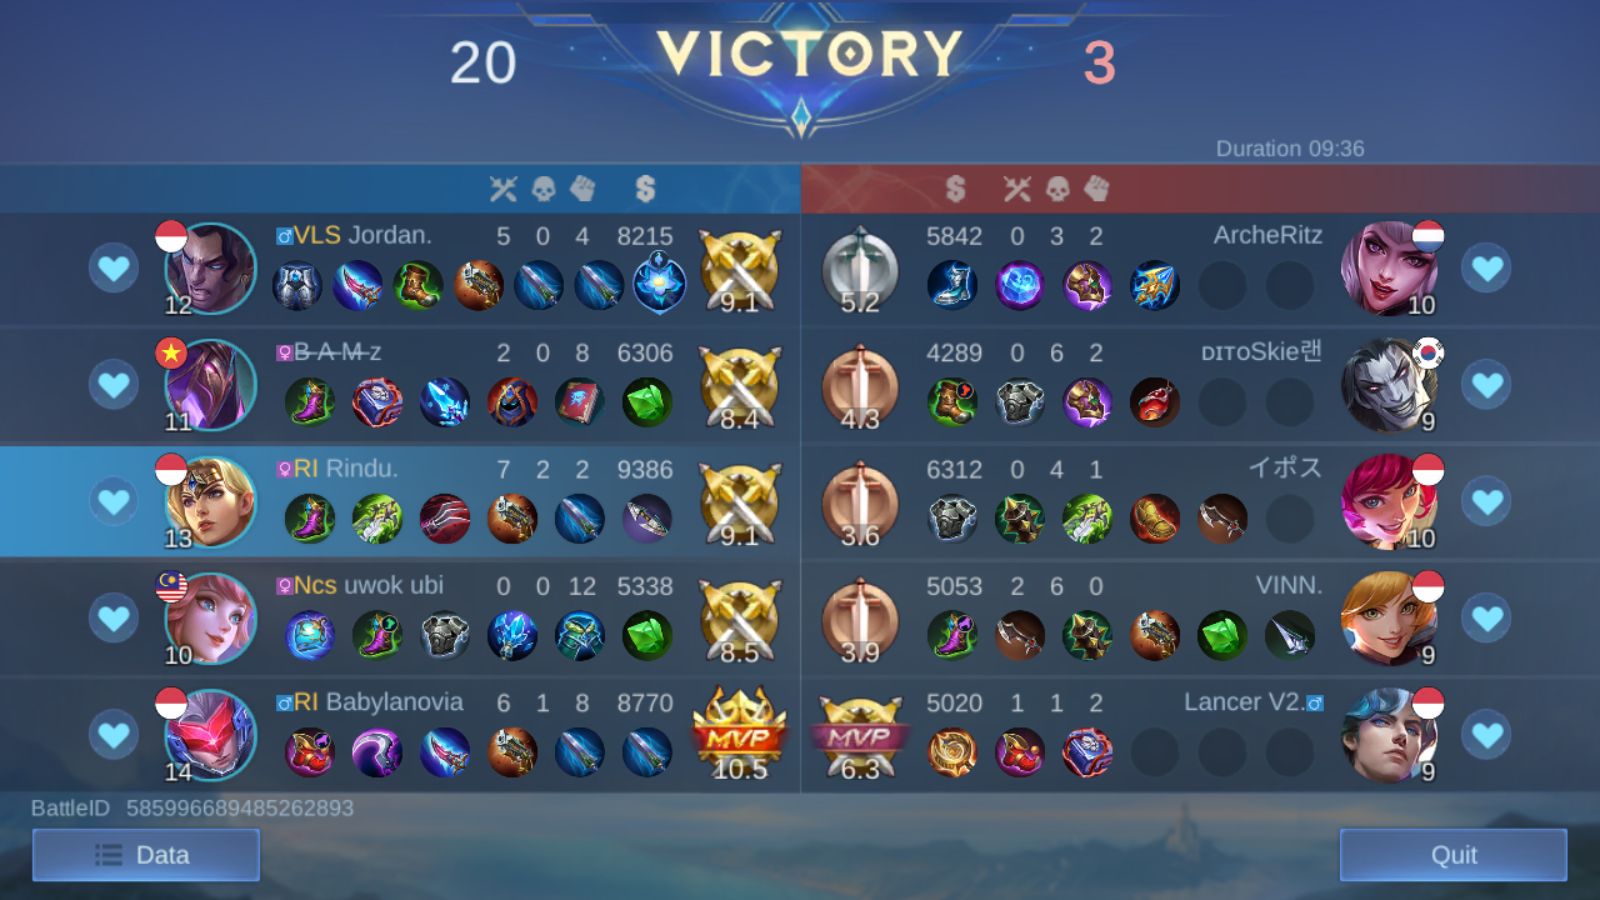 20 VICTORY 3
Duration 09:36
VLS Jordan. 5 0 4 8215
12 9.1
5842 0 3 2 ArcheRitz
5.2 10
B A M z 2 0 8 6306
11 8.4
4289 0 6 2 DITOSkie랜
4.3 9
RI Rindu. 7 2 2 9386
13 9.1
6312 0 4 1 イポス
3.6 10
Ncs uwok ubi 0 0 12 5338
10 8.5
5053 2 6 0 VINN.
3.9 9
RI Babylanovia 6 1 8 8770
14 MVP 10.5
5020 1 1 2 Lancer V2.
MVP 6.3 9
BattleID 585996689485262893
Data
Quit